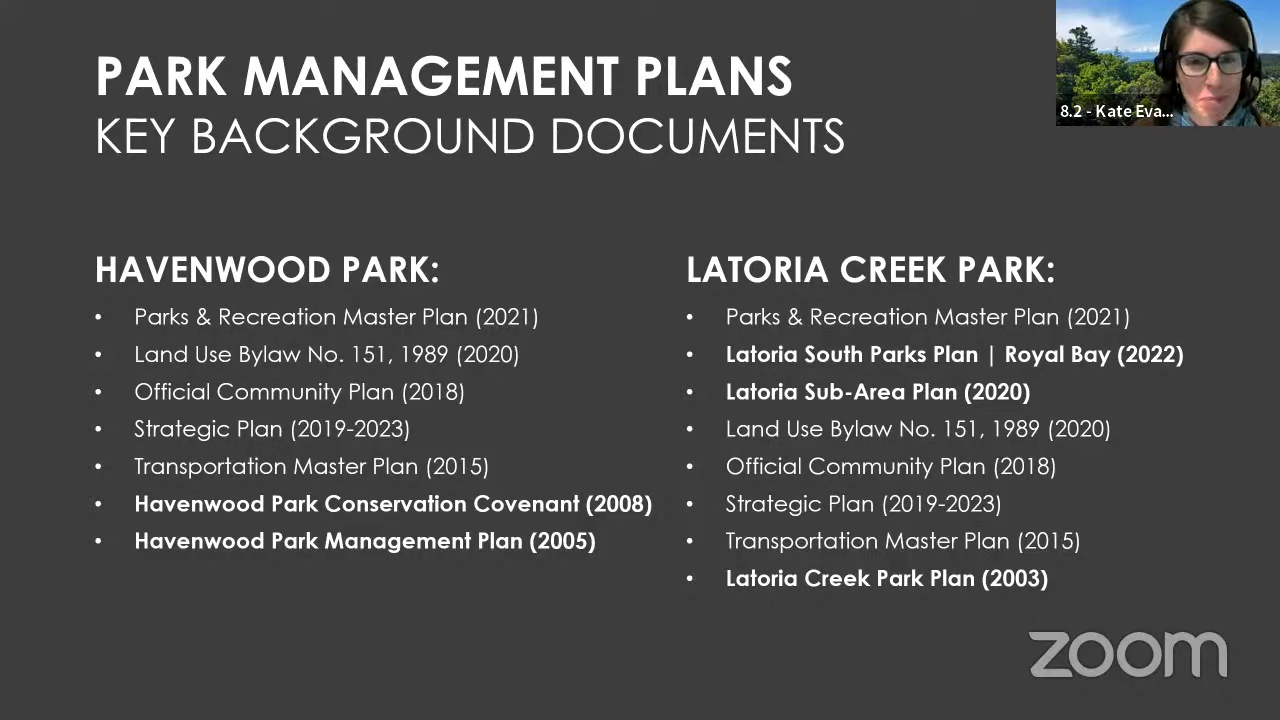 PARK MANAGEMENT PLANS
KEY BACKGROUND DOCUMENTS
8.2 - Kate Eva...
HAVENWOOD PARK:
• Parks & Recreation Master Plan (2021)
• Land Use Bylaw No. 151, 1989 (2020)
• Official Community Plan (2018)
• Strategic Plan (2019-2023)
• Transportation Master Plan (2015)
• Havenwood Park Conservation Covenant (2008)
• Havenwood Park Management Plan (2005)
LATORIA CREEK PARK:
• Parks & Recreation Master Plan (2021)
• Latoria South Parks Plan | Royal Bay (2022)
• Latoria Sub-Area Plan (2020)
• Land Use Bylaw No. 151, 1989 (2020)
• Official Community Plan (2018)
• Strategic Plan (2019-2023)
• Transportation Master Plan (2015)
• Latoria Creek Park Plan (2003)
zoom